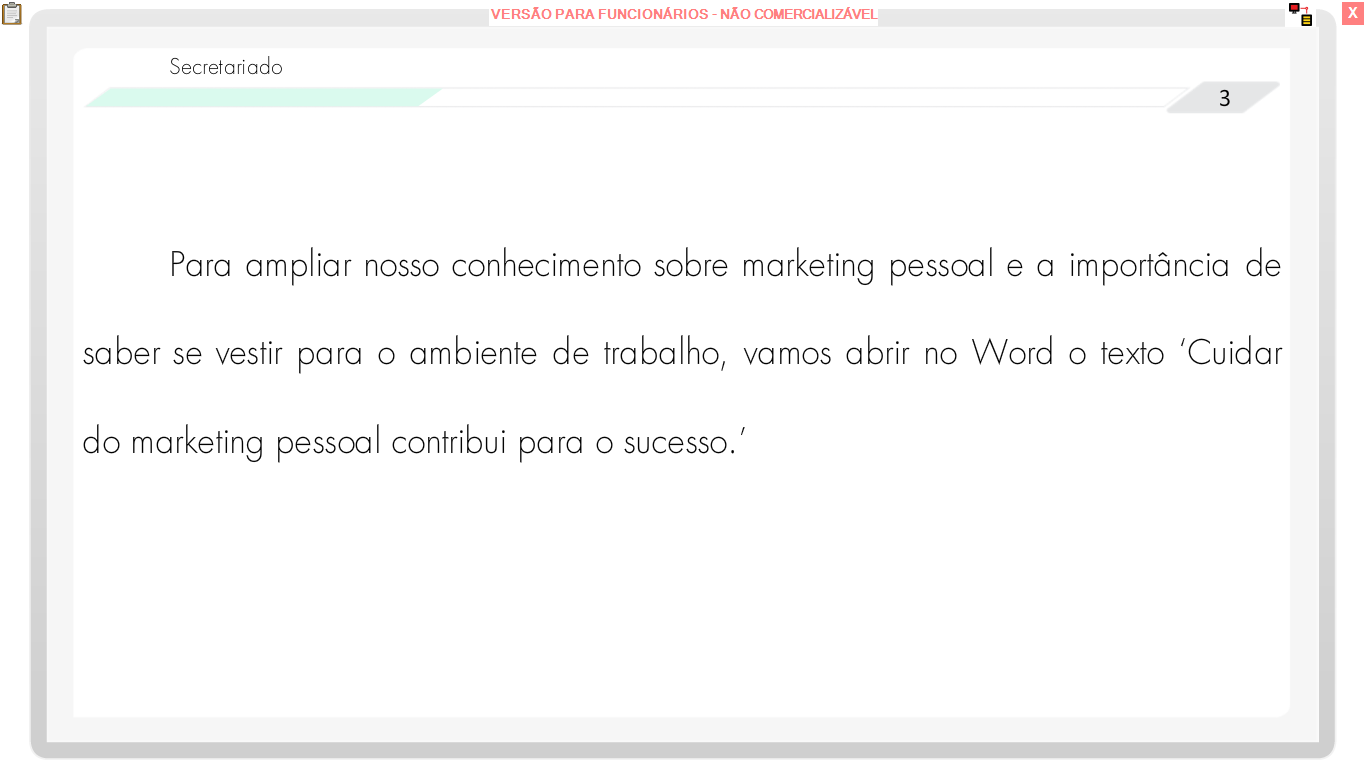 VERSÃO PARA FUNCIONÁRIOS - NÃO COMERCIALIZÁVEL
X
Secretariado
3
Para ampliar nosso conhecimento sobre marketing pessoal e a importância de
saber se vestir para o ambiente de trabalho, vamos abrir no Word o texto ‘Cuidar
do marketing pessoal contribui para o sucesso.’